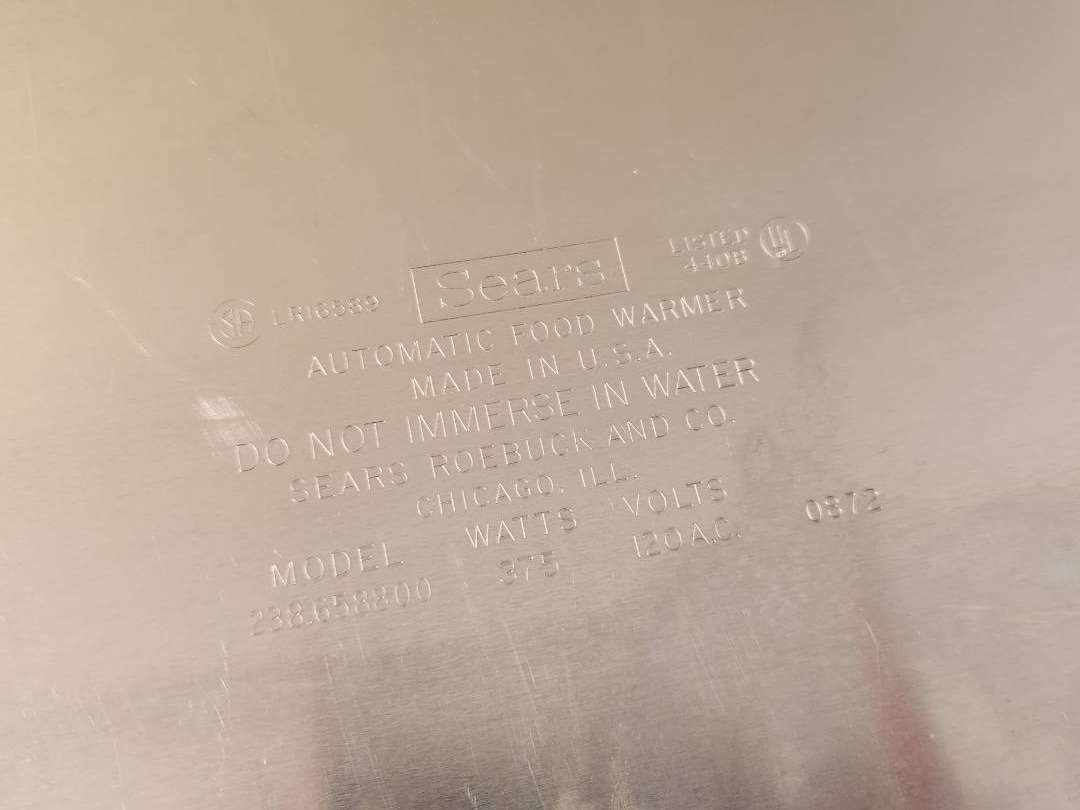 Sears
LISTED
440B
UL
LR16589
AUTOMATIC FOOD WARMER
MADE IN U.S.A.
DO NOT IMMERSE IN WATER
SEARS ROEBUCK AND CO.
CHICAGO, ILL.
MODEL WATTS VOLTS
238.658800 375 120 A.C. 0872